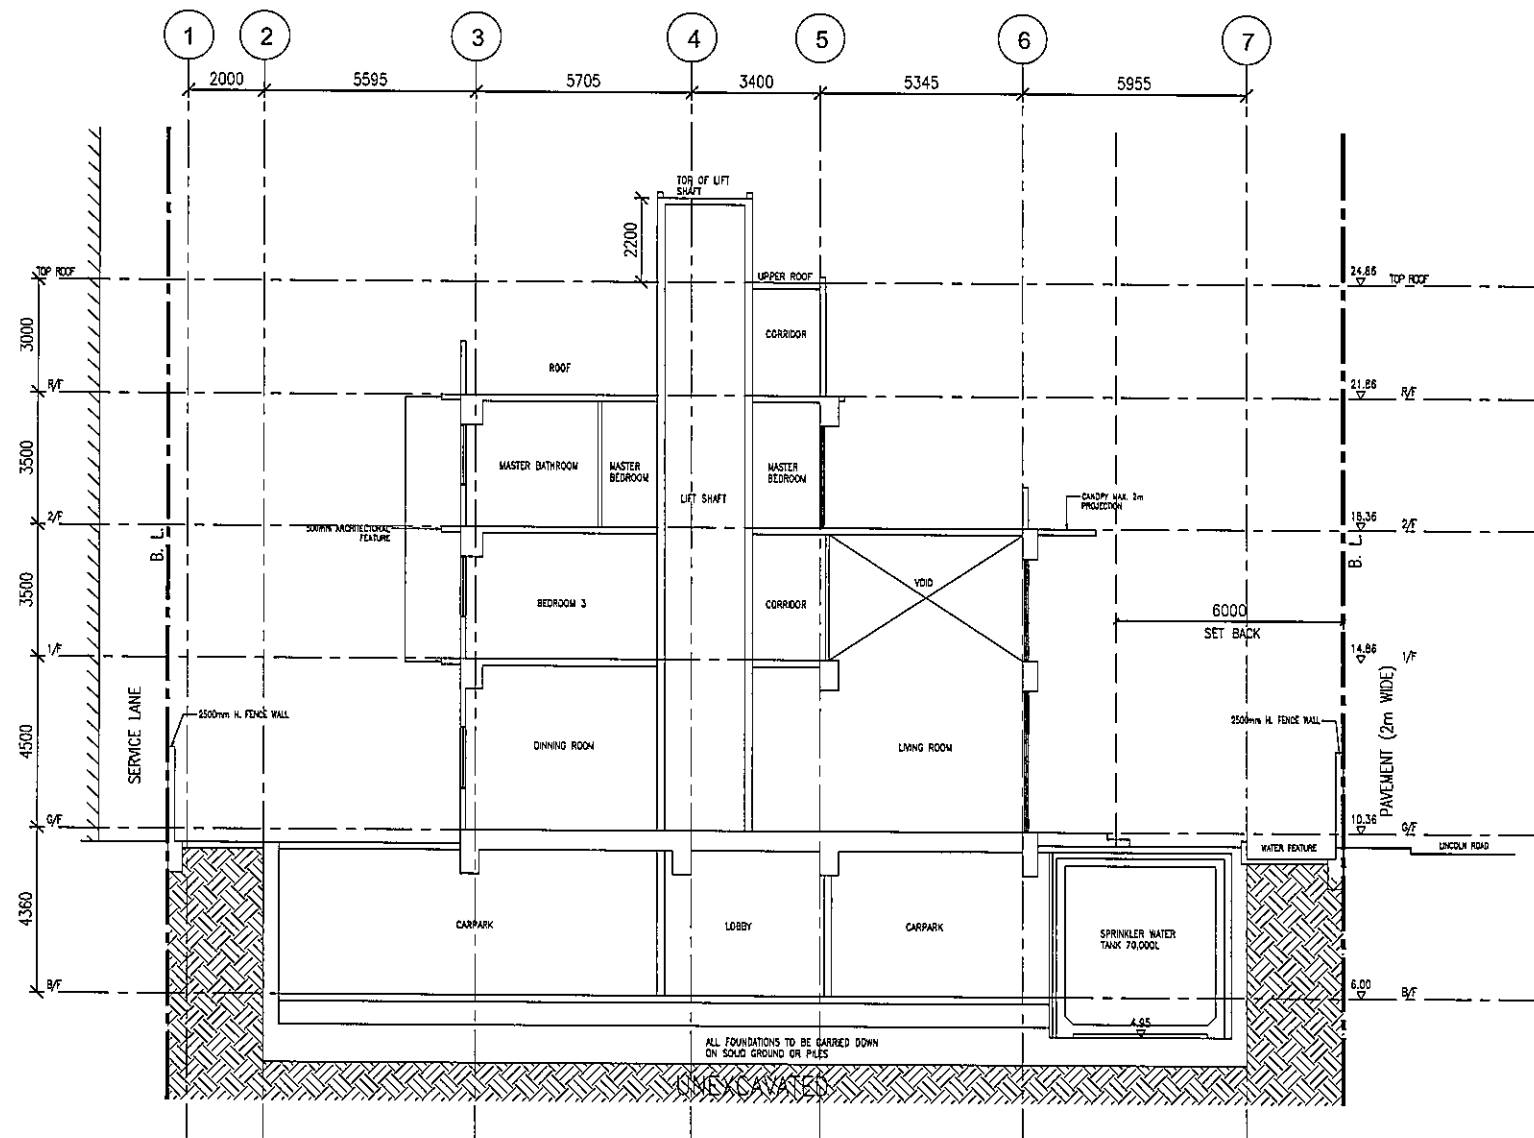 1 2 3 4 5 6 7
2000 5595 5705 3400 5345 5955
TOP OF LIFT
SHAFT
2200
TOP ROOF
UPPER ROOF
24.86
TOP ROOF
3000
CORRIDOR
ROOF
R/F
21.86
R/F
3500
MASTER BATHROOM
MASTER
BEDROOM
MASTER
BEDROOM
LIFT SHAFT
CANOPY MAX. 2m
PROJECTION
2/F
500mm ARCHITECTURAL
FEATURE
18.36
2/F
B. L.
B. L.
3500
VOID
BEDROOM 3
CORRIDOR
6000
SET BACK
1/F
14.86
1/F
SERVICE LANE
2500mm H. FENCE WALL
2500mm H. FENCE WALL
PAVEMENT (2m WIDE)
4500
DINNING ROOM
LIVING ROOM
G/F
10.36
G/F
WATER FEATURE
LINCOLN ROAD
4360
CARPARK
LOBBY
CARPARK
SPRINKLER WATER
TANK 70,000L
B/F
6.00
B/F
4.95
ALL FOUNDATIONS TO BE CARRIED DOWN
ON SOLID GROUND OR PILES
UNEXCAVATED